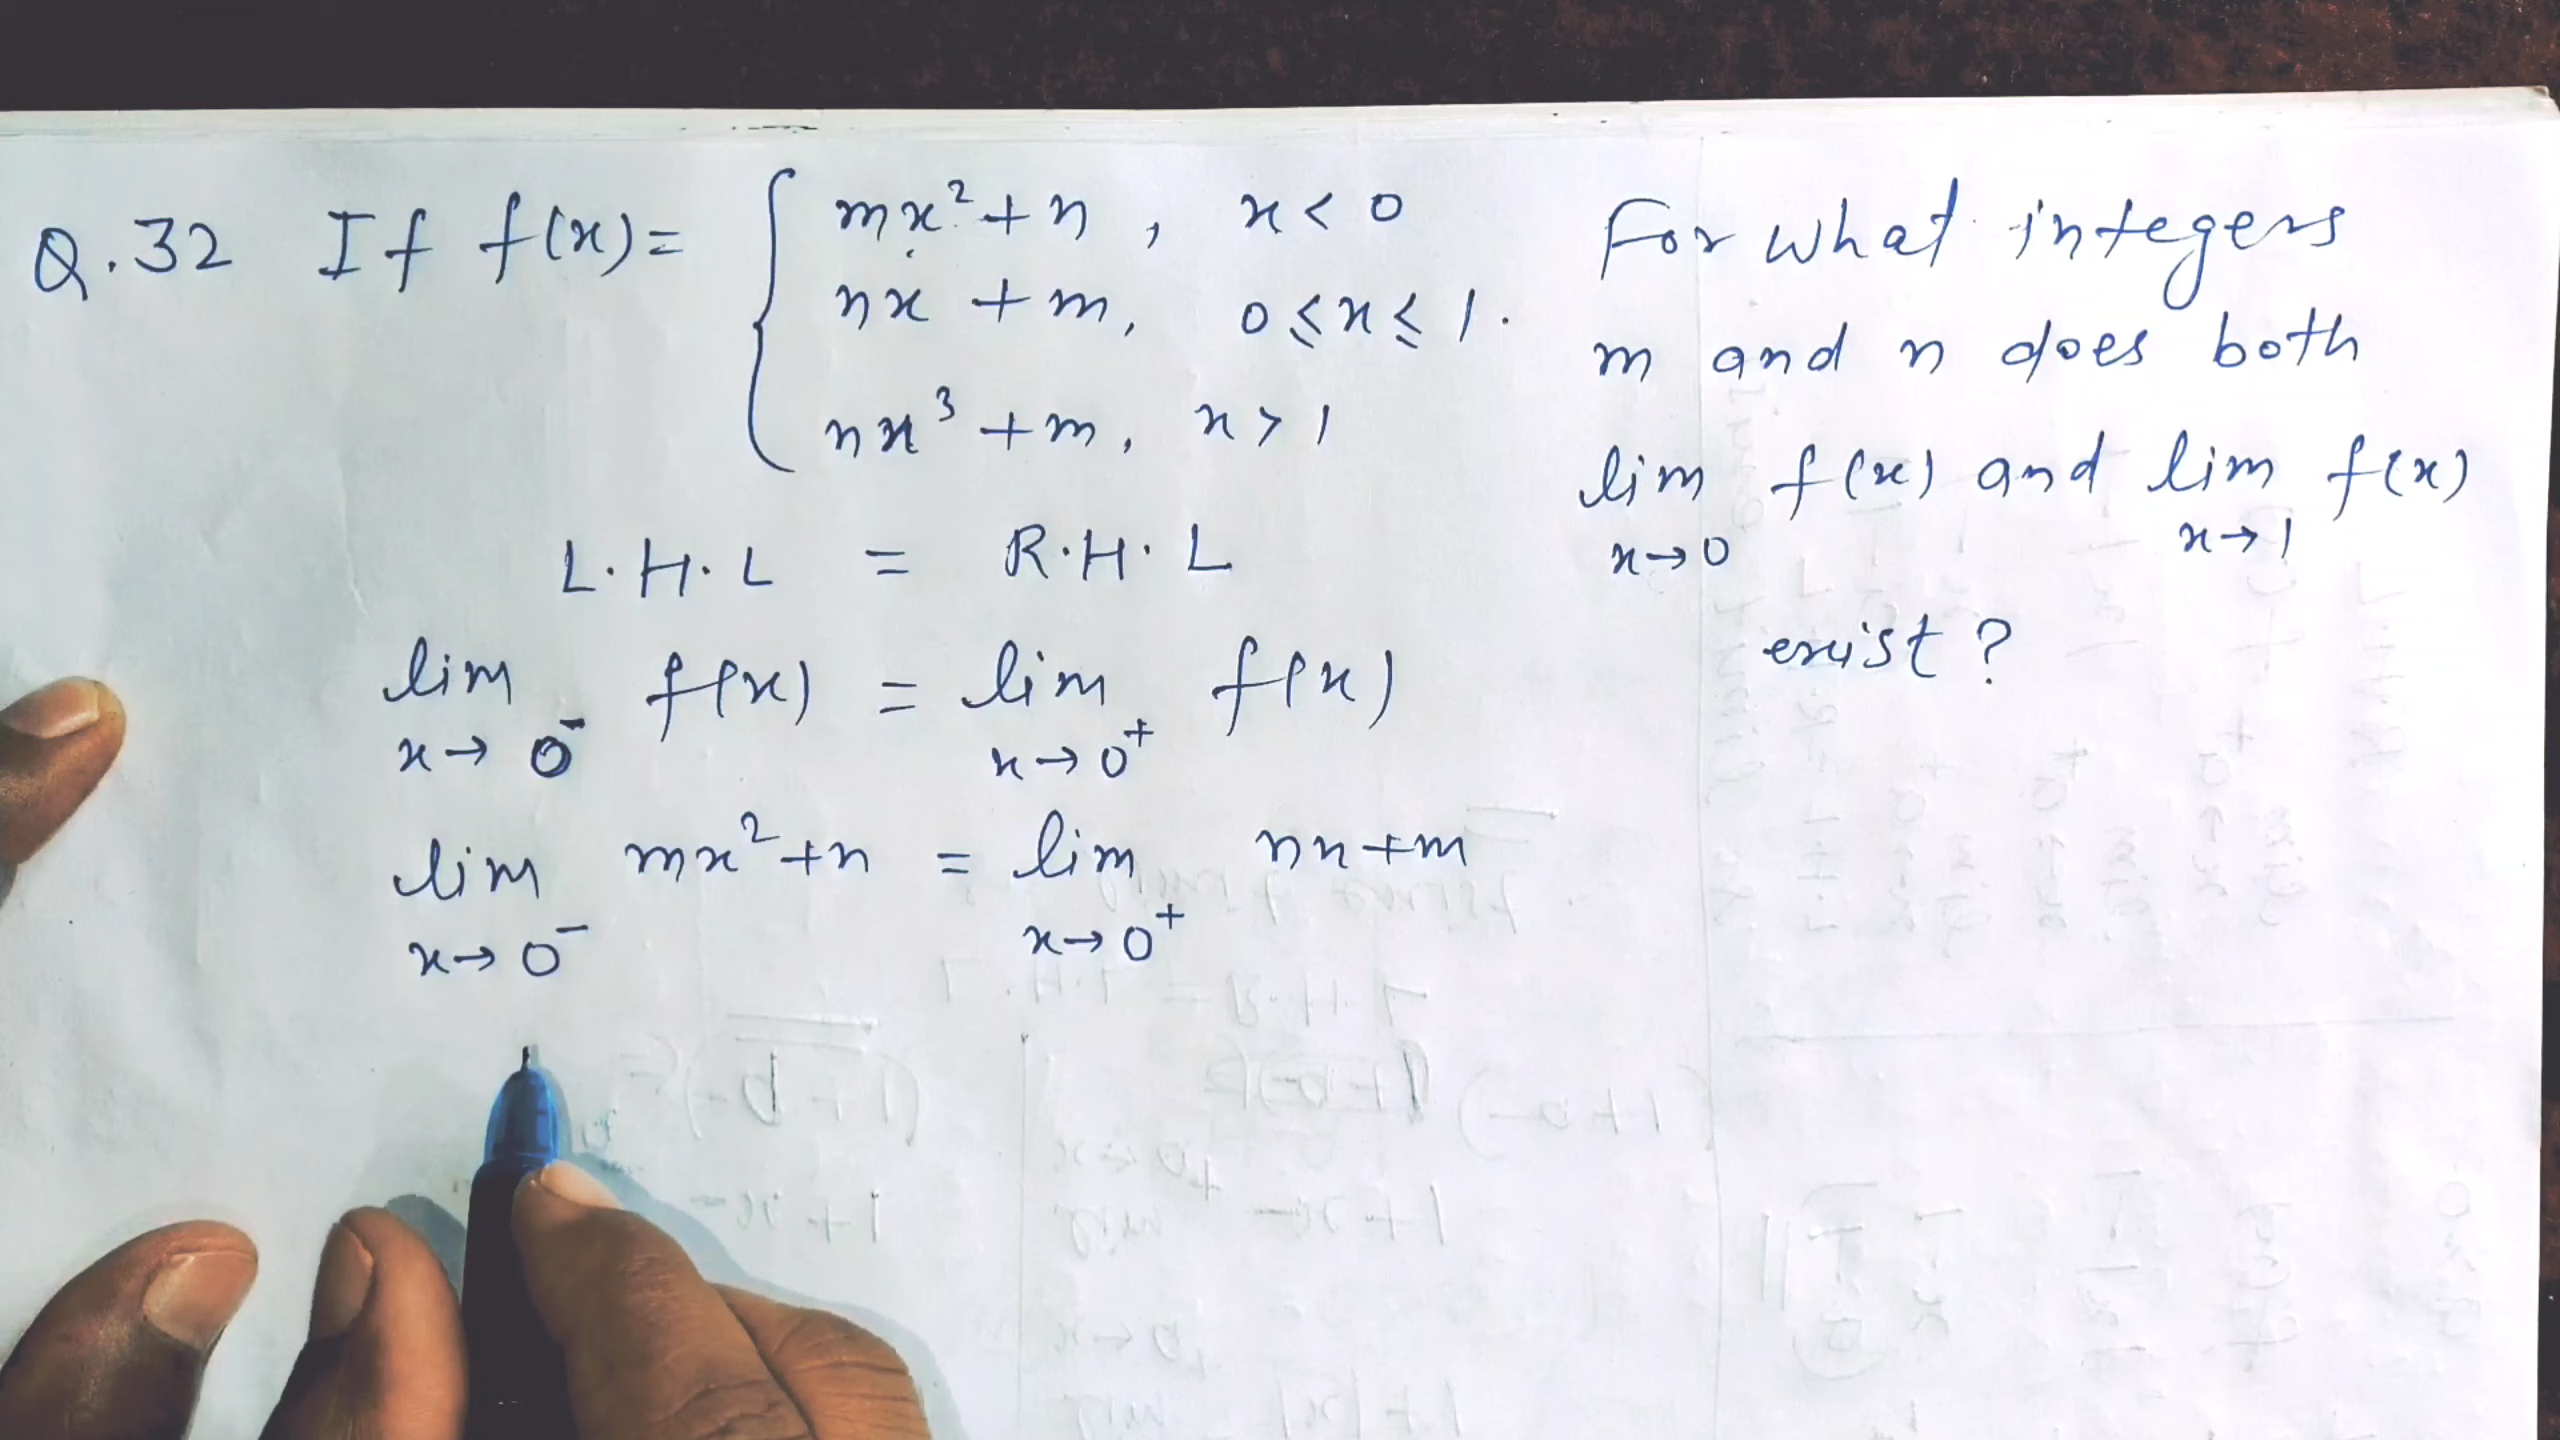 Q.32 If f(x) = { mx²+n , x < 0
nx + m, 0 ≤ x ≤ 1.
nx³ + m, x > 1
For what integers
m and n does both
lim f(x) and lim f(x)
x→0 x→1
exist?
L.H.L = R.H.L
lim f(x) = lim f(x)
x→0⁻ x→0⁺
lim mx²+n = lim nx+m
x→0⁻ x→0⁺